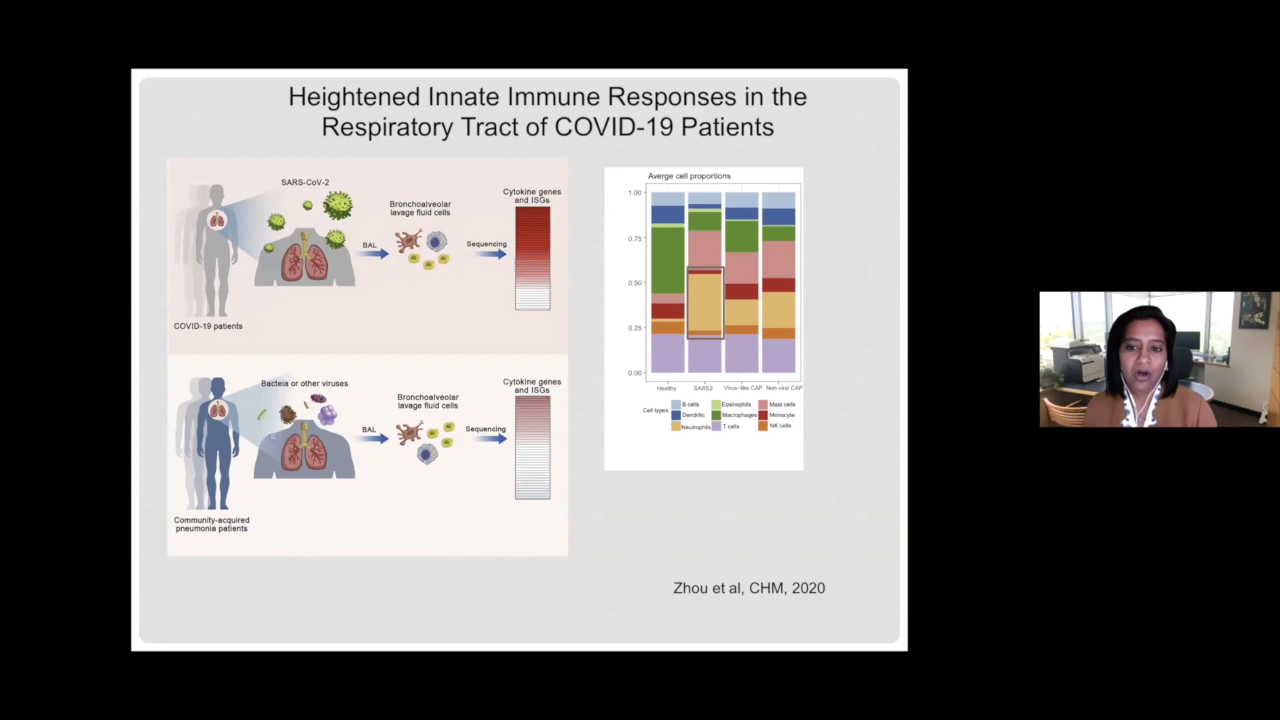 Heightened Innate Immune Responses in the
Respiratory Tract of COVID-19 Patients
SARS-CoV-2
Bronchoalveolar
lavage fluid cells
Cytokine genes
and ISGs
BAL
Sequencing
COVID-19 patients
Bacteia or other viruses
Bronchoalveolar
lavage fluid cells
Cytokine genes
and ISGs
BAL
Sequencing
Community-acquired
pneumonia patients
Averge cell proportions
1.00
0.75
0.50
0.25
0.00
Healthy SARS2 Virus-like CAP Non-viral CAP
Cell types
B cells Eosinophils Mast cells
Dendritic Macrophages Monocyte
Neutrophils T cells NK cells
Zhou et al, CHM, 2020